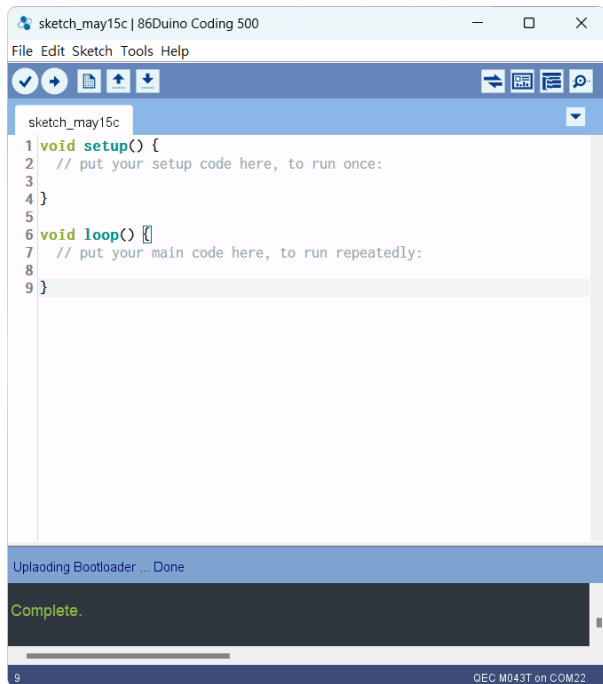 sketch_may15c | 86Duino Coding 500
File Edit Sketch Tools Help
sketch_may15c
1 void setup() {
2   // put your setup code here, to run once:
3
4 }
5
6 void loop() {
7   // put your main code here, to run repeatedly:
8
9 }
Uplaoding Bootloader ... Done
Complete.
9 QEC M043T on COM22